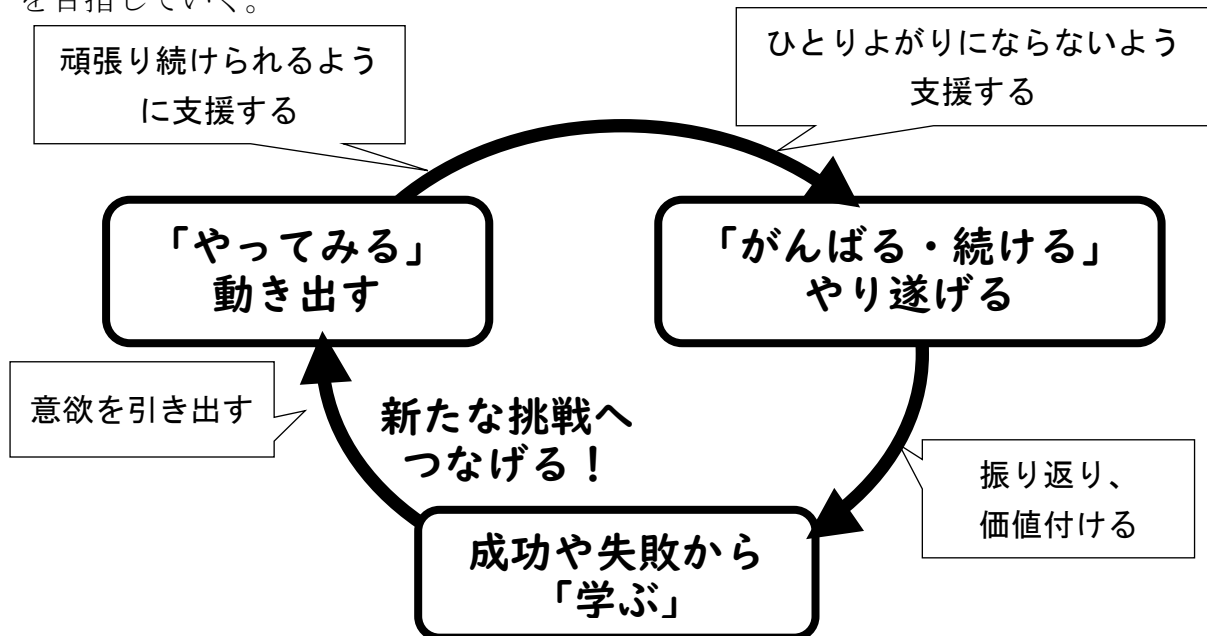 を目指していく。
頑張り続けられるよう
に支援する
ひとりよがりにならないよう
支援する
「やってみる」
動き出す
「がんばる・続ける」
やり遂げる
意欲を引き出す
新たな挑戦へ
つなげる！
振り返り、
価値付ける
成功や失敗から
「学ぶ」